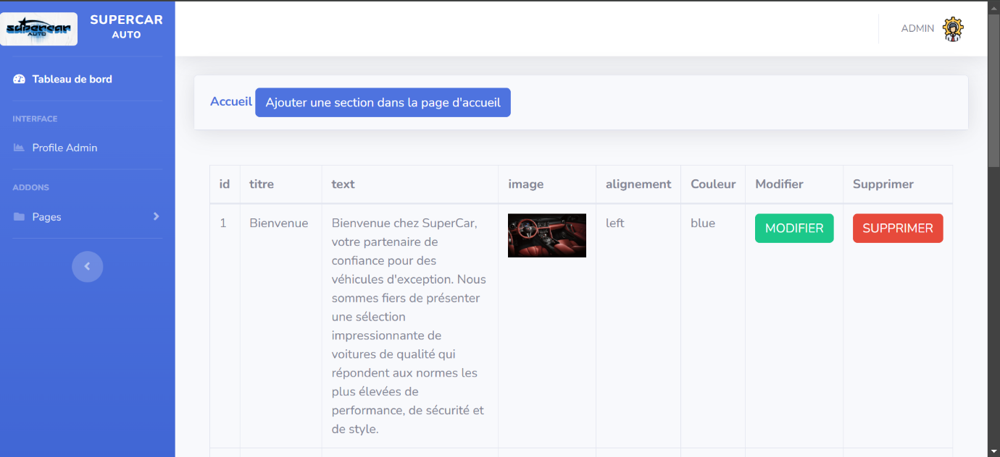 supercar
AUTO
SUPERCAR
AUTO
ADMIN
Tableau de bord
INTERFACE
Profile Admin
ADDONS
Pages
Accueil Ajouter une section dans la page d'accueil
id titre text image alignement Couleur Modifier Supprimer
1 Bienvenue Bienvenue chez SuperCar, left blue MODIFIER SUPPRIMER
votre partenaire de
confiance pour des
véhicules d'exception. Nous
sommes fiers de présenter
une sélection
impressionnante de
voitures de qualité qui
répondent aux normes les
plus élevées de
performance, de sécurité et
de style.